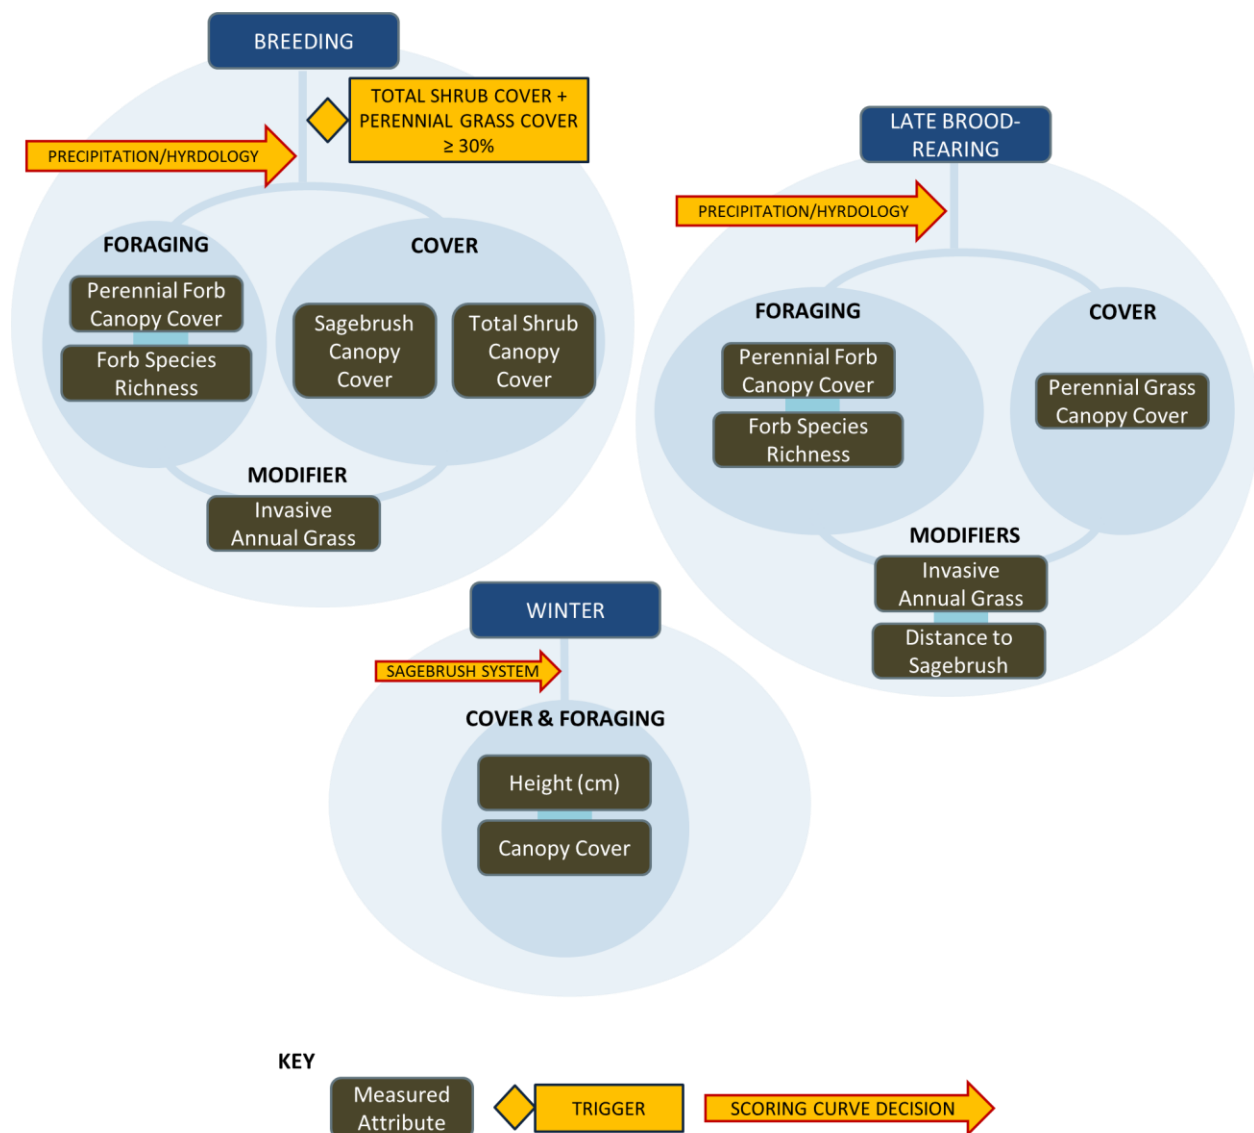 BREEDING
TOTAL SHRUB COVER +
PERENNIAL GRASS COVER
≥ 30%
PRECIPITATION/HYRDOLOGY
FORAGING
Perennial Forb
Canopy Cover
Forb Species
Richness
COVER
Sagebrush
Canopy
Cover
Total Shrub
Canopy
Cover
MODIFIER
Invasive
Annual Grass
LATE BROOD-
REARING
PRECIPITATION/HYRDOLOGY
FORAGING
Perennial Forb
Canopy Cover
Forb Species
Richness
COVER
Perennial Grass
Canopy Cover
MODIFIERS
Invasive
Annual Grass
Distance to
Sagebrush
WINTER
SAGEBRUSH SYSTEM
COVER & FORAGING
Height (cm)
Canopy Cover
KEY
Measured
Attribute
TRIGGER
SCORING CURVE DECISION